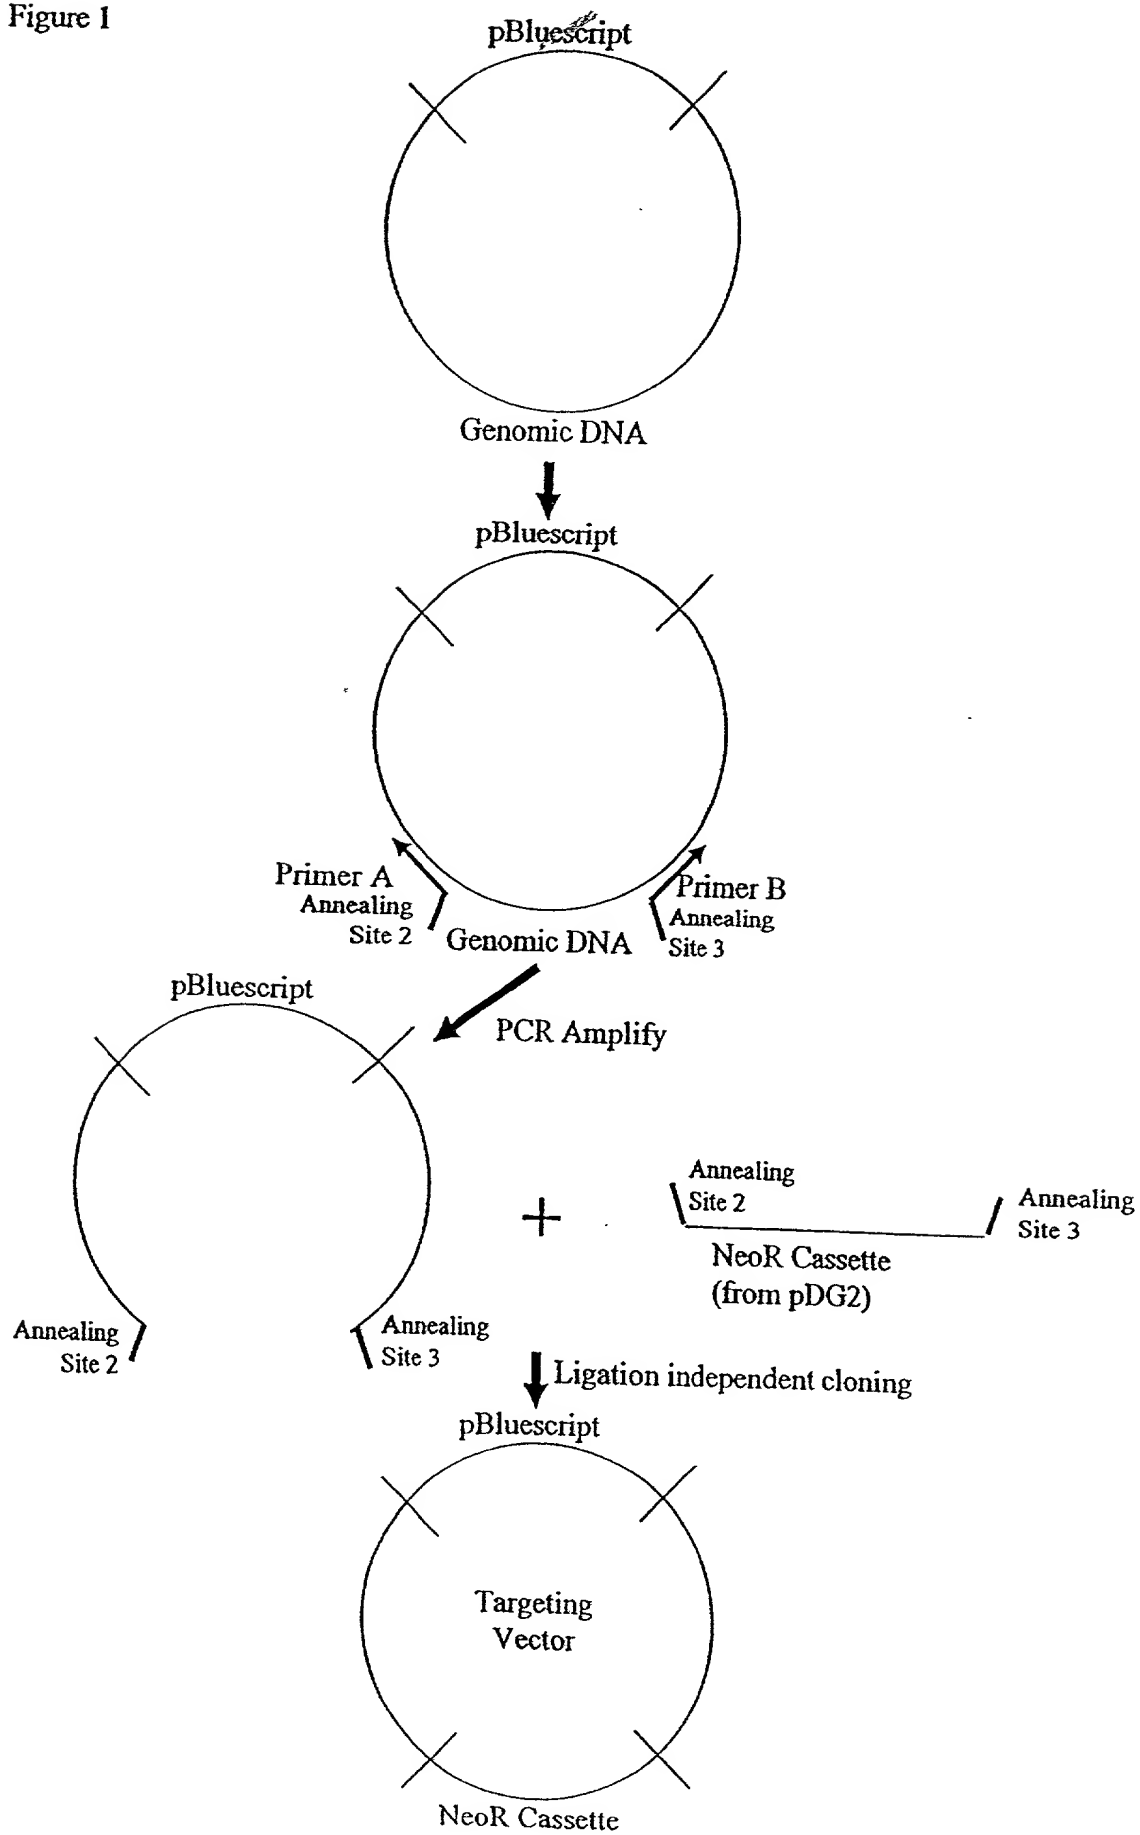 Figure 1
pBluescript
Genomic DNA
pBluescript
Primer A
Annealing
Site 2
Primer B
Annealing
Site 3
Genomic DNA
PCR Amplify
pBluescript
Annealing
Site 2
Annealing
Site 3
+
Annealing
Site 2
Annealing
Site 3
NeoR Cassette
(from pDG2)
Ligation independent cloning
pBluescript
Targeting
Vector
NeoR Cassette